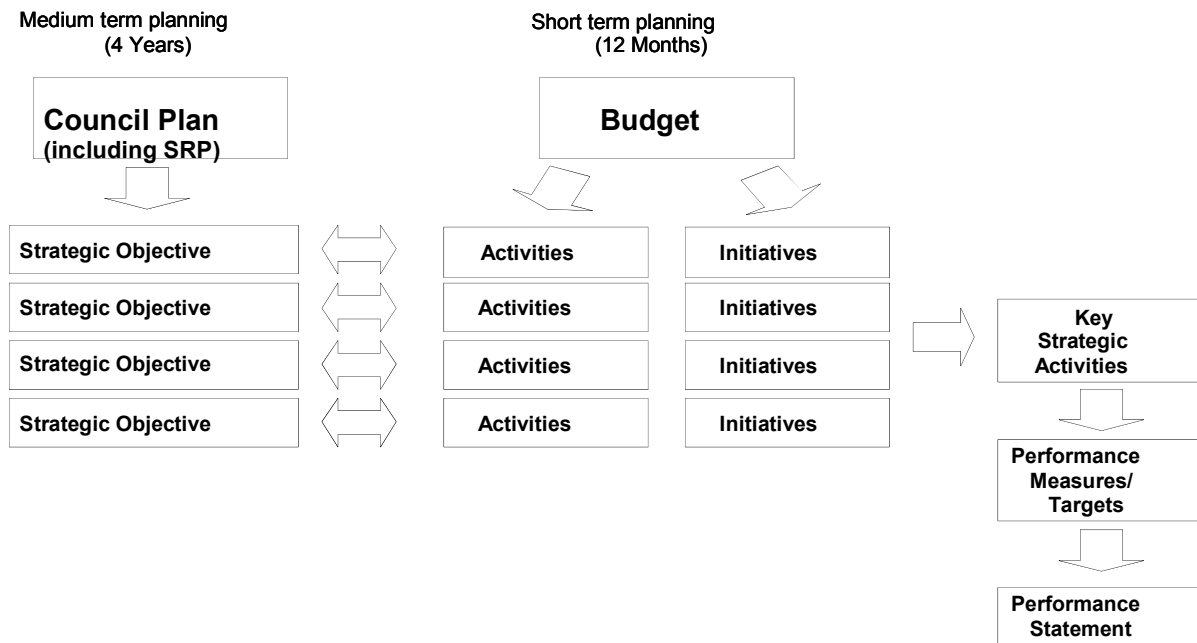 Medium term planning
(4 Years)
Short term planning
(12 Months)
Council Plan
(including SRP)
Budget
Strategic Objective
Activities
Initiatives
Strategic Objective
Activities
Initiatives
Strategic Objective
Activities
Initiatives
Strategic Objective
Activities
Initiatives
Key
Strategic
Activities
Performance
Measures/
Targets
Performance
Statement